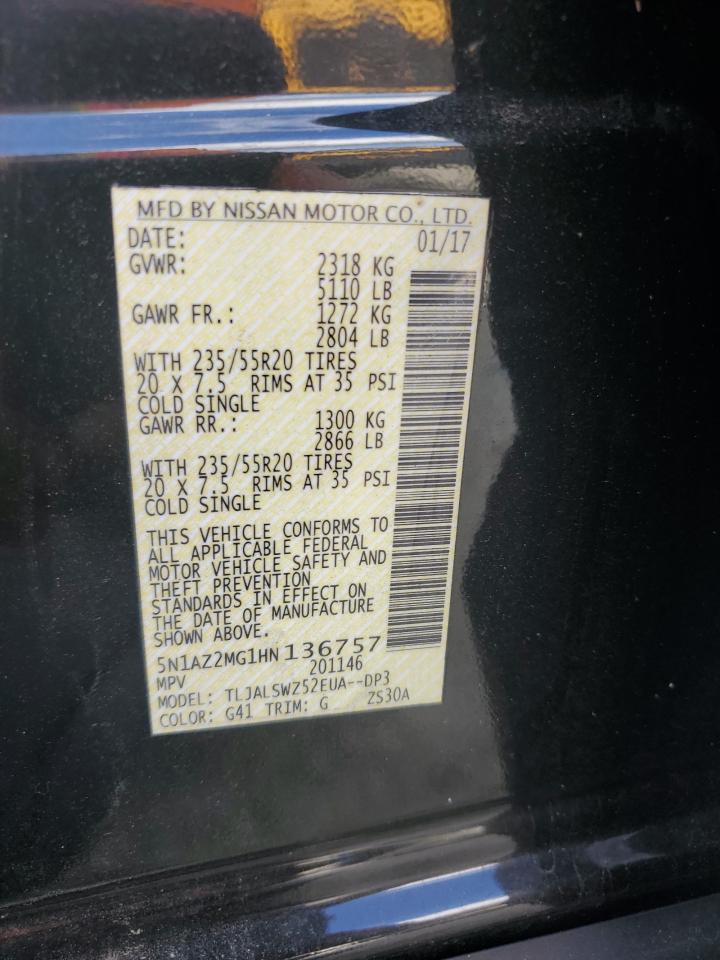 MFD BY NISSAN MOTOR CO., LTD.
DATE: 01/17
GVWR: 2318 KG
5110 LB
GAWR FR.: 1272 KG
2804 LB
WITH 235/55R20 TIRES
20 X 7.5 RIMS AT 35 PSI
COLD SINGLE
GAWR RR.: 1300 KG
2866 LB
WITH 235/55R20 TIRES
20 X 7.5 RIMS AT 35 PSI
COLD SINGLE
THIS VEHICLE CONFORMS TO
ALL APPLICABLE FEDERAL
MOTOR VEHICLE SAFETY AND
THEFT PREVENTION
STANDARDS IN EFFECT ON
THE DATE OF MANUFACTURE
SHOWN ABOVE.
5N1AZ2MG1HN136757
MPV 201146
MODEL: TLJALSWZ52EUA--DP3
COLOR: G41 TRIM: G ZS30A